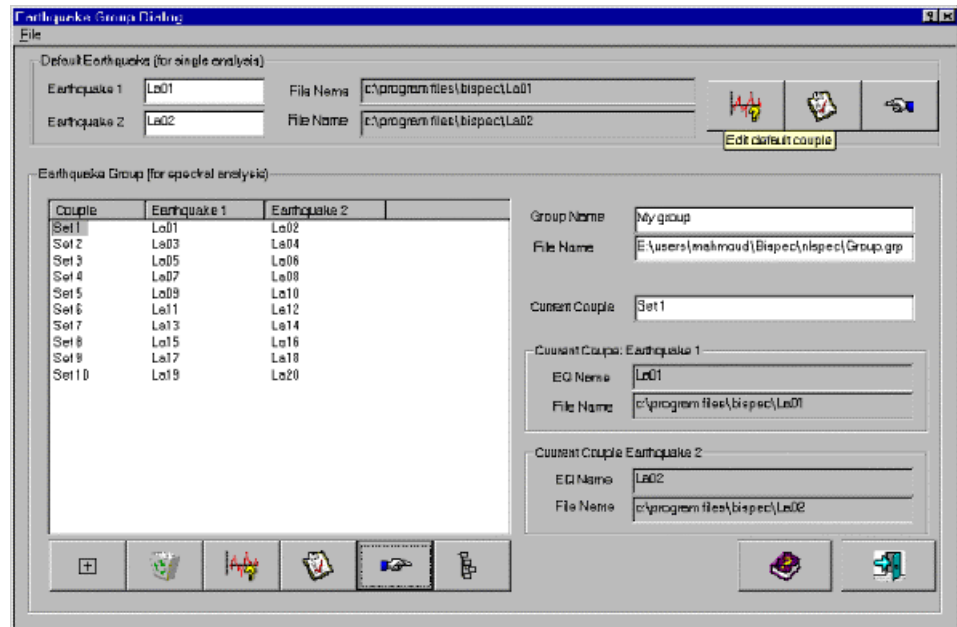 Earthquake Group Dialog
File
Default Earthquake (for single analysis)
Earthquake 1 La01 File Name c:\program files\bispec\La01
Earthquake 2 La02 File Name c:\program files\bispec\La02
Edit default couple
Earthquake Group (for spectral analysis)
Couple Earthquake 1 Earthquake 2
Set 1 La01 La02
Set 2 La03 La04
Set 3 La05 La06
Set 4 La07 La08
Set 5 La09 La10
Set 6 La11 La12
Set 7 La13 La14
Set 8 La15 La16
Set 9 La17 La18
Set 10 La19 La20
Group Name My group
File Name E:\users\mahmoud\Bispec\nlspec\Group.grp
Current Couple Set 1
Cuurent Coupe: Earthquake 1
EQ Name La01
File Name c:\program files\bispec\La01
Cuurent Couple Earthquake 2
EQ Name La02
File Name c:\program files\bispec\La02